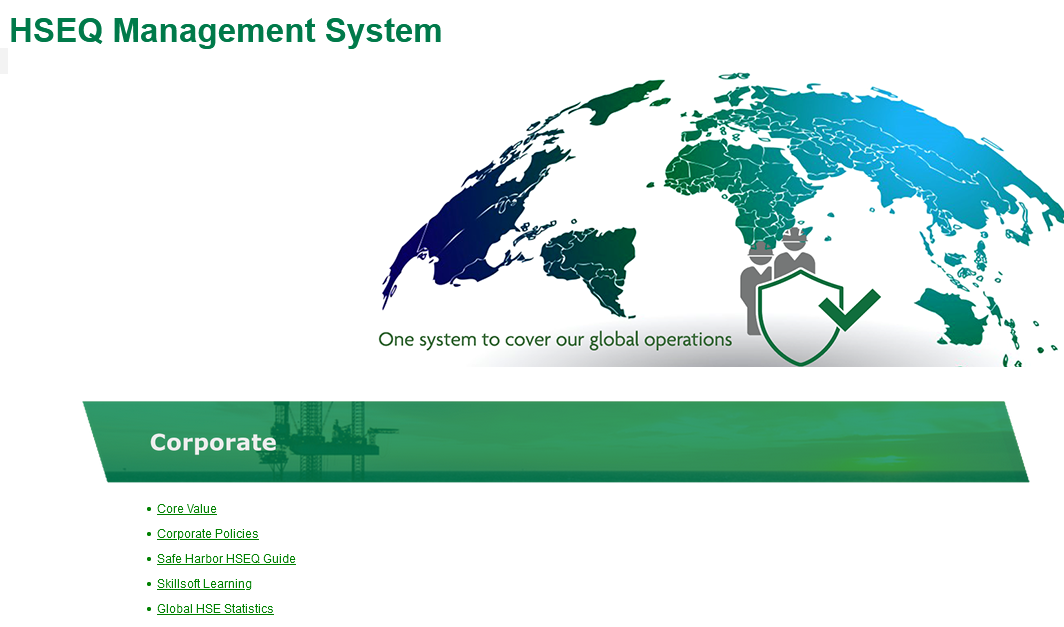 HSEQ Management System
One system to cover our global operations
Corporate
Core Value
Corporate Policies
Safe Harbor HSEQ Guide
Skillsoft Learning
Global HSE Statistics